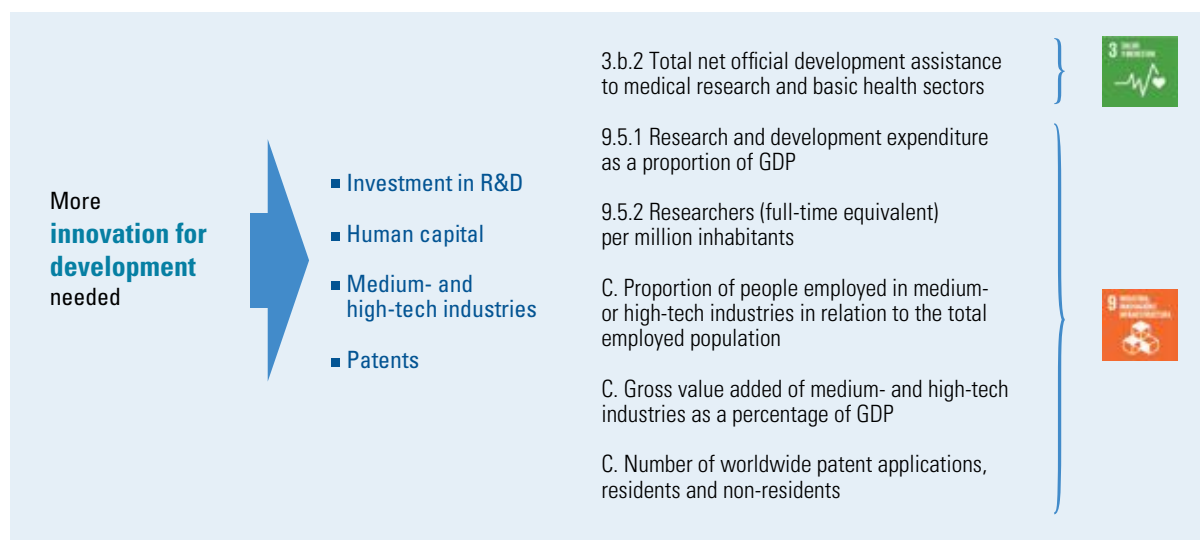 More
innovation for
development
needed
Investment in R&D
Human capital
Medium- and
high-tech industries
Patents
3.b.2 Total net official development assistance
to medical research and basic health sectors
9.5.1 Research and development expenditure
as a proportion of GDP
9.5.2 Researchers (full-time equivalent)
per million inhabitants
C. Proportion of people employed in medium-
or high-tech industries in relation to the total
employed population
C. Gross value added of medium- and high-tech
industries as a percentage of GDP
C. Number of worldwide patent applications,
residents and non-residents
3
9